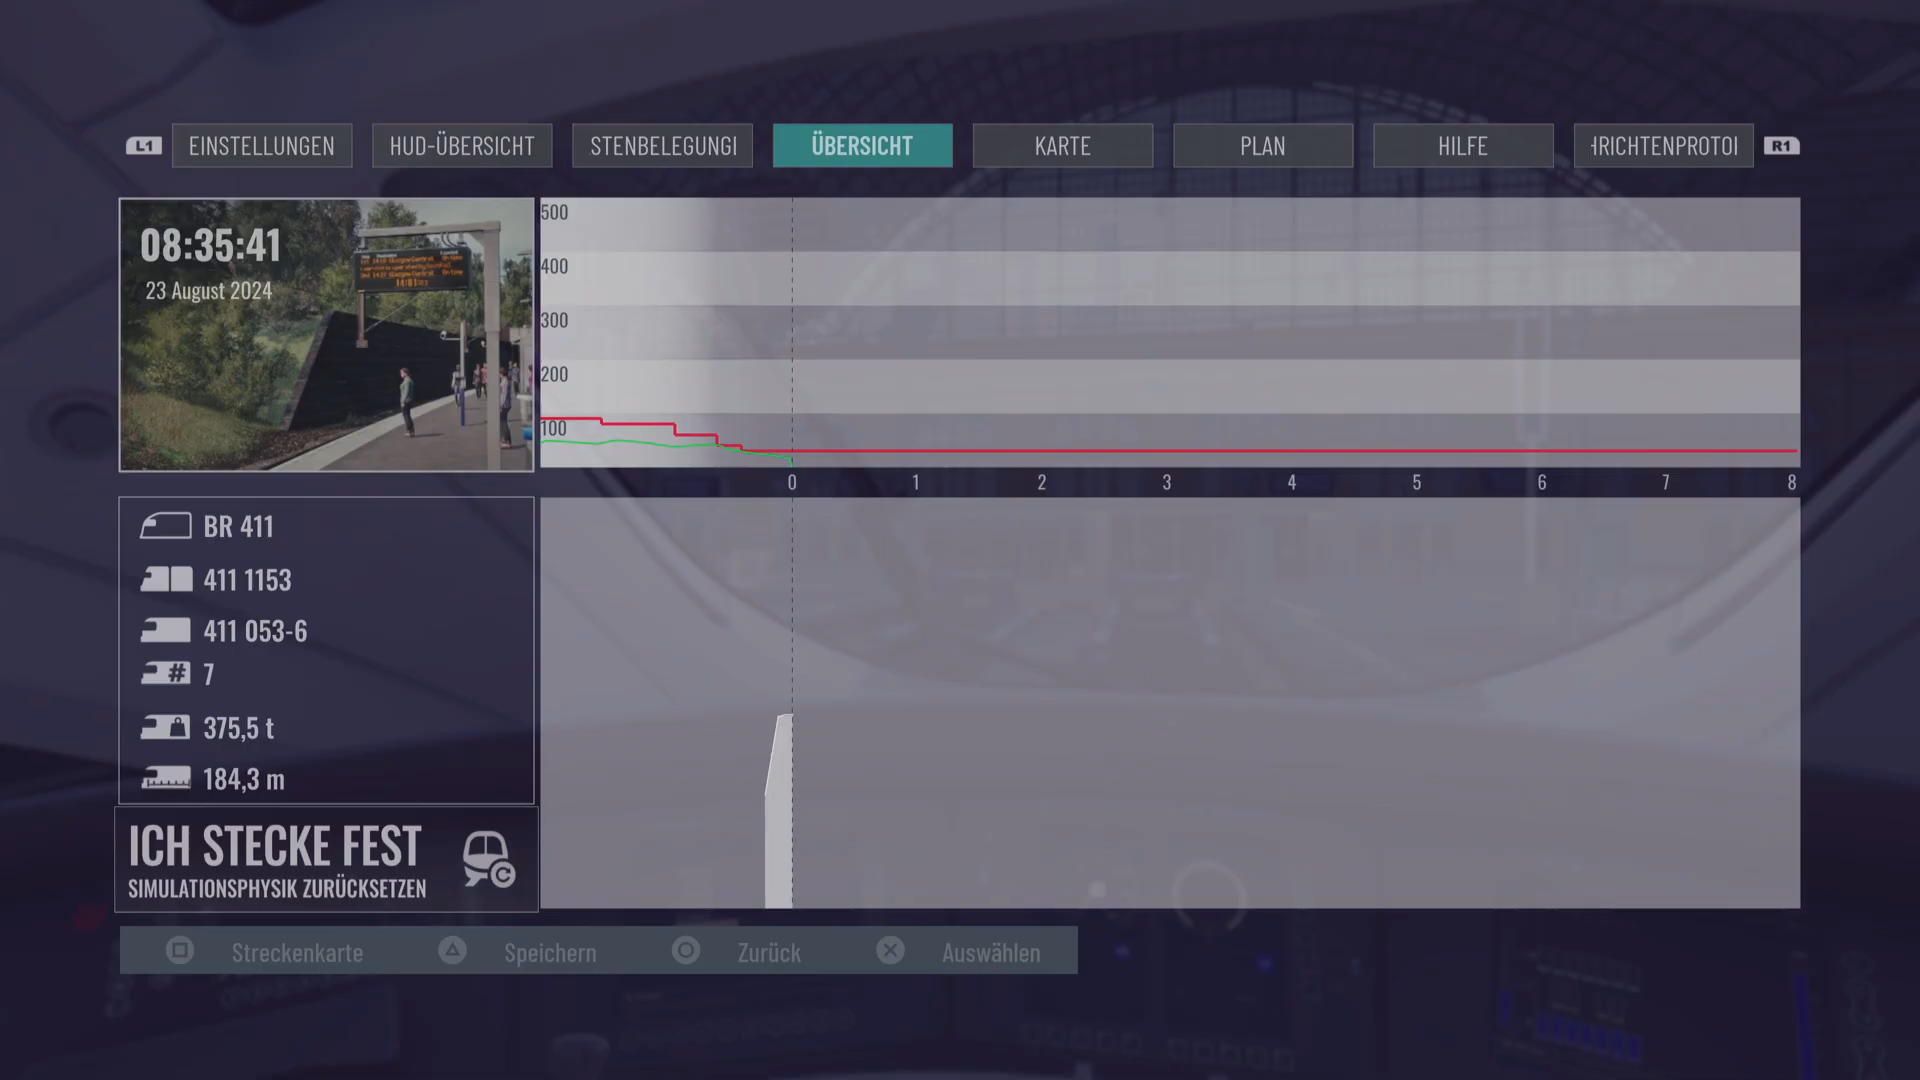 L1
EINSTELLUNGEN
HUD-ÜBERSICHT
STENBELEGUNGI
ÜBERSICHT
KARTE
PLAN
HILFE
IRICHTENPROTOI
R1
08:35:41
23 August 2024
500
400
300
200
100
0 1 2 3 4 5 6 7 8
BR 411
411 1153
411 053-6
# 7
375,5 t
184,3 m
ICH STECKE FEST
SIMULATIONSPHYSIK ZURÜCKSETZEN
Streckenkarte
Speichern
Zurück
Auswählen